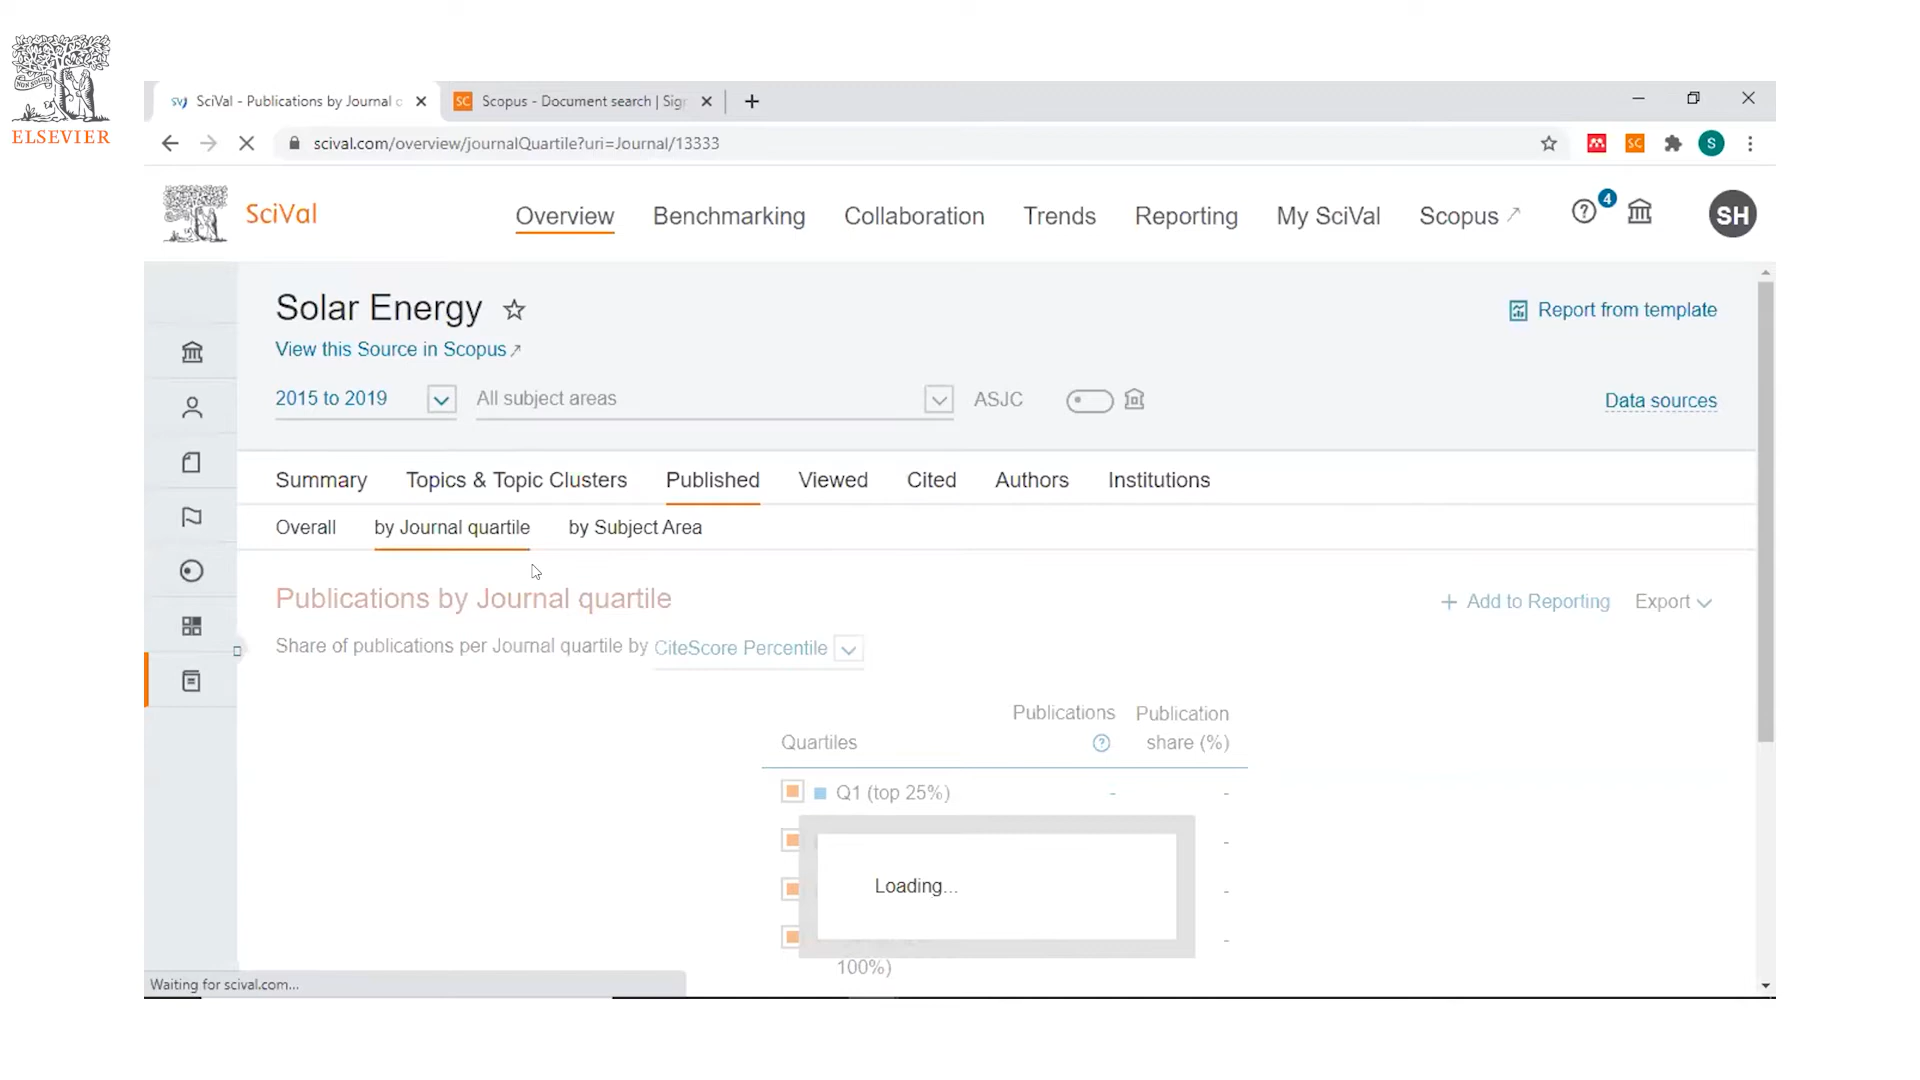 ELSEVIER
SciVal - Publications by Journal
Scopus - Document search | Sig
scival.com/overview/journalQuartile?uri=Journal/13333
SC
SC
S
SciVal
Overview
Benchmarking
Collaboration
Trends
Reporting
My SciVal
Scopus
4
SH
Solar Energy
Report from template
View this Source in Scopus
2015 to 2019
All subject areas
ASJC
Data sources
Summary
Topics & Topic Clusters
Published
Viewed
Cited
Authors
Institutions
Overall
by Journal quartile
by Subject Area
Publications by Journal quartile
+ Add to Reporting
Export
Share of publications per Journal quartile by CiteScore Percentile
Publications
Publication
Quartiles
share (%)
Q1 (top 25%)
-
-
-
Loading...
-
-
100%)
Waiting for scival.com...